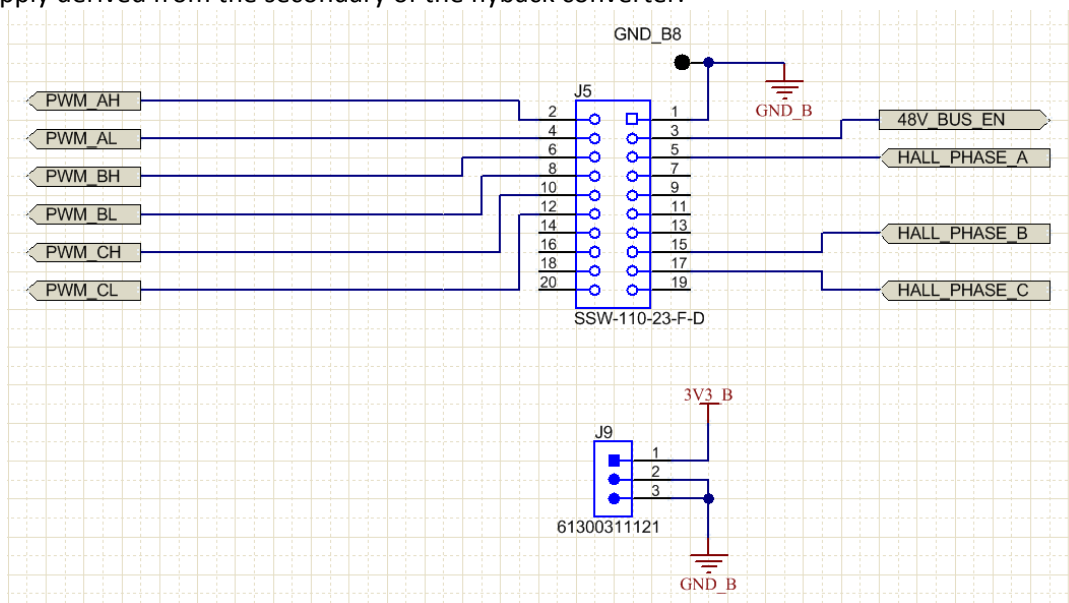 pply derived from the secondary of the flyback converter.
GND_B8
J5
GND_B
PWM_AH
PWM_AL
PWM_BH
PWM_BL
PWM_CH
PWM_CL
2 1
4 3
6 5
8 7
10 9
12 11
14 13
16 15
18 17
20 19
48V_BUS_EN
HALL_PHASE_A
HALL_PHASE_B
HALL_PHASE_C
SSW-110-23-F-D
3V3_B
J9
1
2
3
61300311121
GND_B